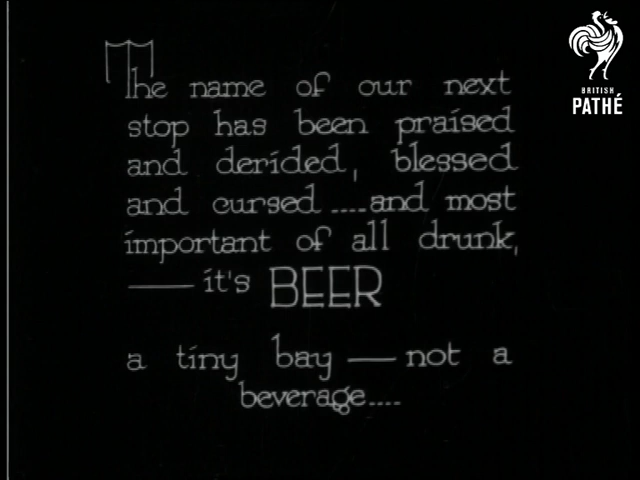 The name of our next
stop has been praised
and derided, blessed
and cursed ....and most
important of all drunk,
— it's BEER
a tiny bay — not a
beverage....
BRITISH
PATHÉ